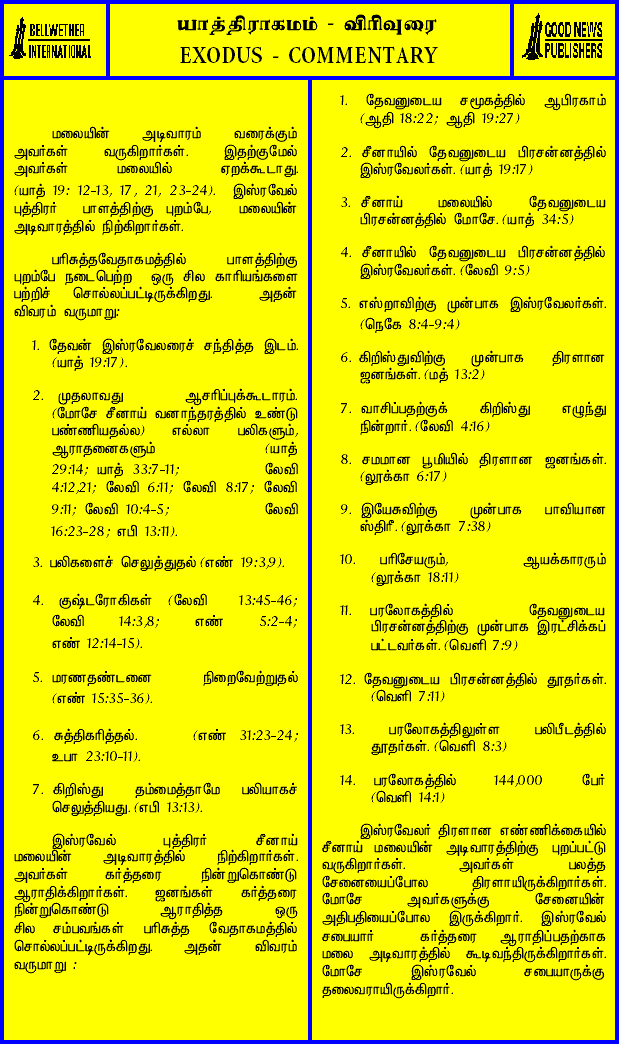 BELLWETHER
INTERNATIONAL
யாத்திராகமம் - விரிவுரை
EXODUS - COMMENTARY
GOOD NEWS
PUBLISHERS
மலையின் அடிவாரம் வரைக்கும்
அவர்கள் வருகிறார்கள். இதற்குமேல்
அவர்கள் மலையில் ஏறக்கூடாது.
(யாத் 19: 12-13, 17, 21, 23-24). இஸ்ரவேல்
புத்திரர் பாளத்திற்கு புறம்பே, மலையின்
அடிவாரத்தில் நிற்கிறார்கள்.
பரிசுத்தவேதாகமத்தில் பாளத்திற்கு
புறம்பே நடைபெற்ற ஒரு சில காரியங்களை
பற்றிச் சொல்லப்பட்டிருக்கிறது. அதன்
விவரம் வருமாறு:
1. தேவன் இஸ்ரவேலரைச் சந்தித்த இடம்.
(யாத் 19:17).
2. முதலாவது ஆசரிப்புக்கூடாரம்.
(மோசே சீனாய் வனாந்தரத்தில் உண்டு
பண்ணியதல்ல) எல்லா பலிகளும்,
ஆராதனைகளும் (யாத்
29:14; யாத் 33:7-11; லேவி
4:12,21; லேவி 6:11; லேவி 8:17; லேவி
9:11; லேவி 10:4-5; லேவி
16:23-28; எபி 13:11).
3. பலிகளைச் செலுத்துதல் (எண் 19:3,9).
4. குஷ்டரோகிகள் (லேவி 13:45-46;
லேவி 14:3,8; எண் 5:2-4;
எண் 12:14-15).
5. மரணதண்டனை நிறைவேற்றுதல்
(எண் 15:35-36).
6. சுத்திகரித்தல். (எண் 31:23-24;
உபா 23:10-11).
7. கிறிஸ்து தம்மைத்தாமே பலியாகச்
செலுத்தியது. (எபி 13:13).
இஸ்ரவேல் புத்திரர் சீனாய்
மலையின் அடிவாரத்தில் நிற்கிறார்கள்.
அவர்கள் கர்த்தரை நின்றுகொண்டு
ஆராதிக்கிறார்கள். ஜனங்கள் கர்த்தரை
நின்றுகொண்டு ஆராதித்த ஒரு
சில சம்பவங்கள் பரிசுத்த வேதாகமத்தில்
சொல்லப்பட்டிருக்கிறது. அதன் விவரம்
வருமாறு :
1. தேவனுடைய சமூகத்தில் ஆபிரகாம்
(ஆதி 18:22; ஆதி 19:27)
2. சீனாயில் தேவனுடைய பிரசன்னத்தில்
இஸ்ரவேலர்கள். (யாத் 19:17)
3. சீனாய் மலையில் தேவனுடைய
பிரசன்னத்தில் மோசே. (யாத் 34:5)
4. சீனாயில் தேவனுடைய பிரசன்னத்தில்
இஸ்ரவேலர்கள். (லேவி 9:5)
5. எஸ்றாவிற்கு முன்பாக இஸ்ரவேலர்கள்.
(நெகே 8:4-9:4)
6. கிறிஸ்துவிற்கு முன்பாக திரளான
ஜனங்கள். (மத் 13:2)
7. வாசிப்பதற்குக் கிறிஸ்து எழுந்து
நின்றார். (லேவி 4:16)
8. சமமான பூமியில் திரளான ஜனங்கள்.
(லூக்கா 6:17)
9. இயேசுவிற்கு முன்பாக பாவியான
ஸ்திரீ. (லூக்கா 7:38)
10. பரிசேயரும், ஆயக்காரரும்
(லூக்கா 18:11)
11. பரலோகத்தில் தேவனுடைய
பிரசன்னத்திற்கு முன்பாக இரட்சிக்கப்
பட்டவர்கள். (வெளி 7:9)
12. தேவனுடைய பிரசன்னத்தில் தூதர்கள்.
(வெளி 7:11)
13. பரலோகத்திலுள்ள பலிபீடத்தில்
தூதர்கள். (வெளி 8:3)
14. பரலோகத்தில் 144,000 பேர்
(வெளி 14:1)
இஸ்ரவேலர் திரளான எண்ணிக்கையில்
சீனாய் மலையின் அடிவாரத்திற்கு புறப்பட்டு
வருகிறார்கள். அவர்கள் பலத்த
சேனையைப்போல திரளாயிருக்கிறார்கள்.
மோசே அவர்களுக்கு சேனையின்
அதிபதியைப்போல இருக்கிறார். இஸ்ரவேல்
சபையார் கர்த்தரை ஆராதிப்பதற்காக
மலை அடிவாரத்தில் கூடிவந்திருக்கிறார்கள்.
மோசே இஸ்ரவேல் சபையாருக்கு
தலைவராயிருக்கிறார்.